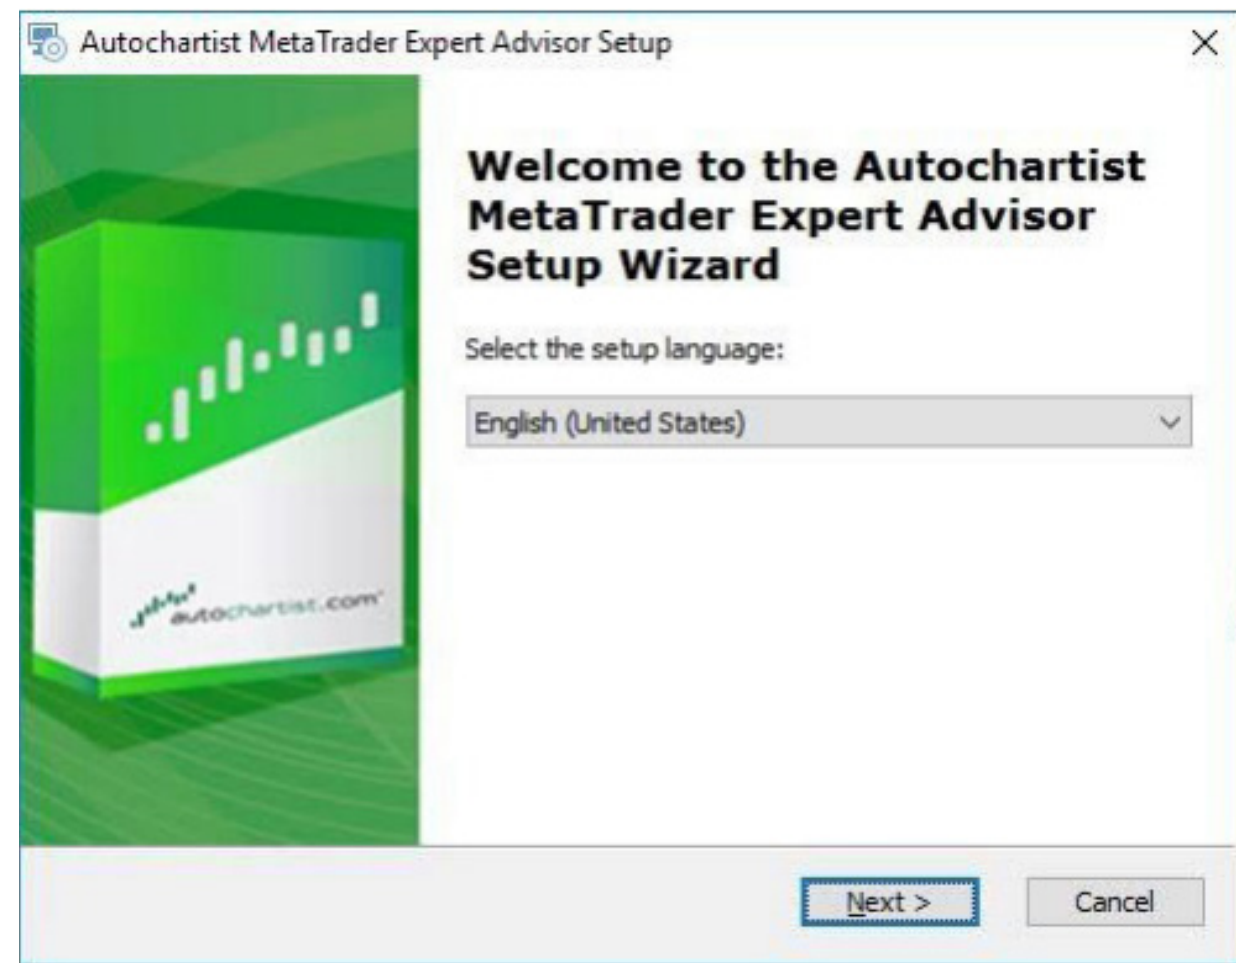 Autochartist MetaTrader Expert Advisor Setup
Welcome to the Autochartist
MetaTrader Expert Advisor
Setup Wizard
Select the setup language:
English (United States)
autochartist.com
Next >
Cancel